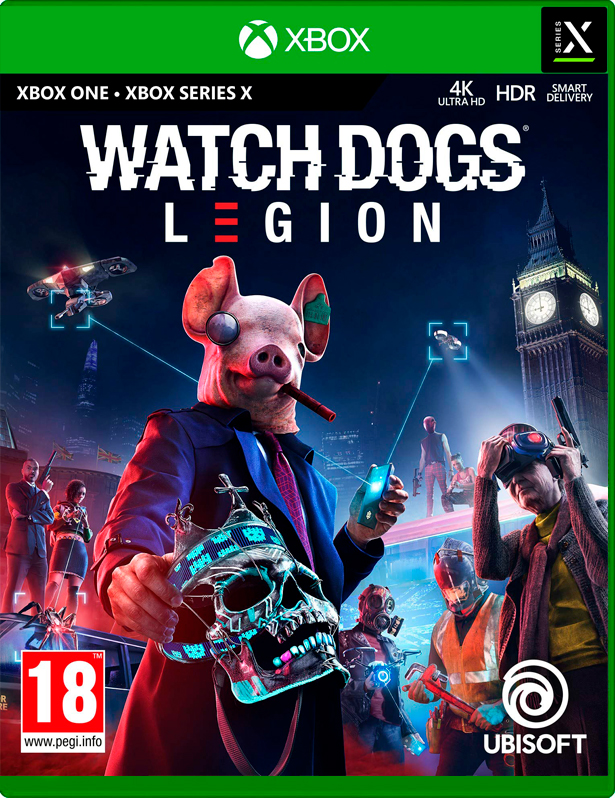 XBOX
SERIES X
XBOX ONE • XBOX SERIES X
4K
ULTRA HD
HDR
SMART
DELIVERY
WATCH DOGS®
LEGION
18™
www.pegi.info
UBISOFT